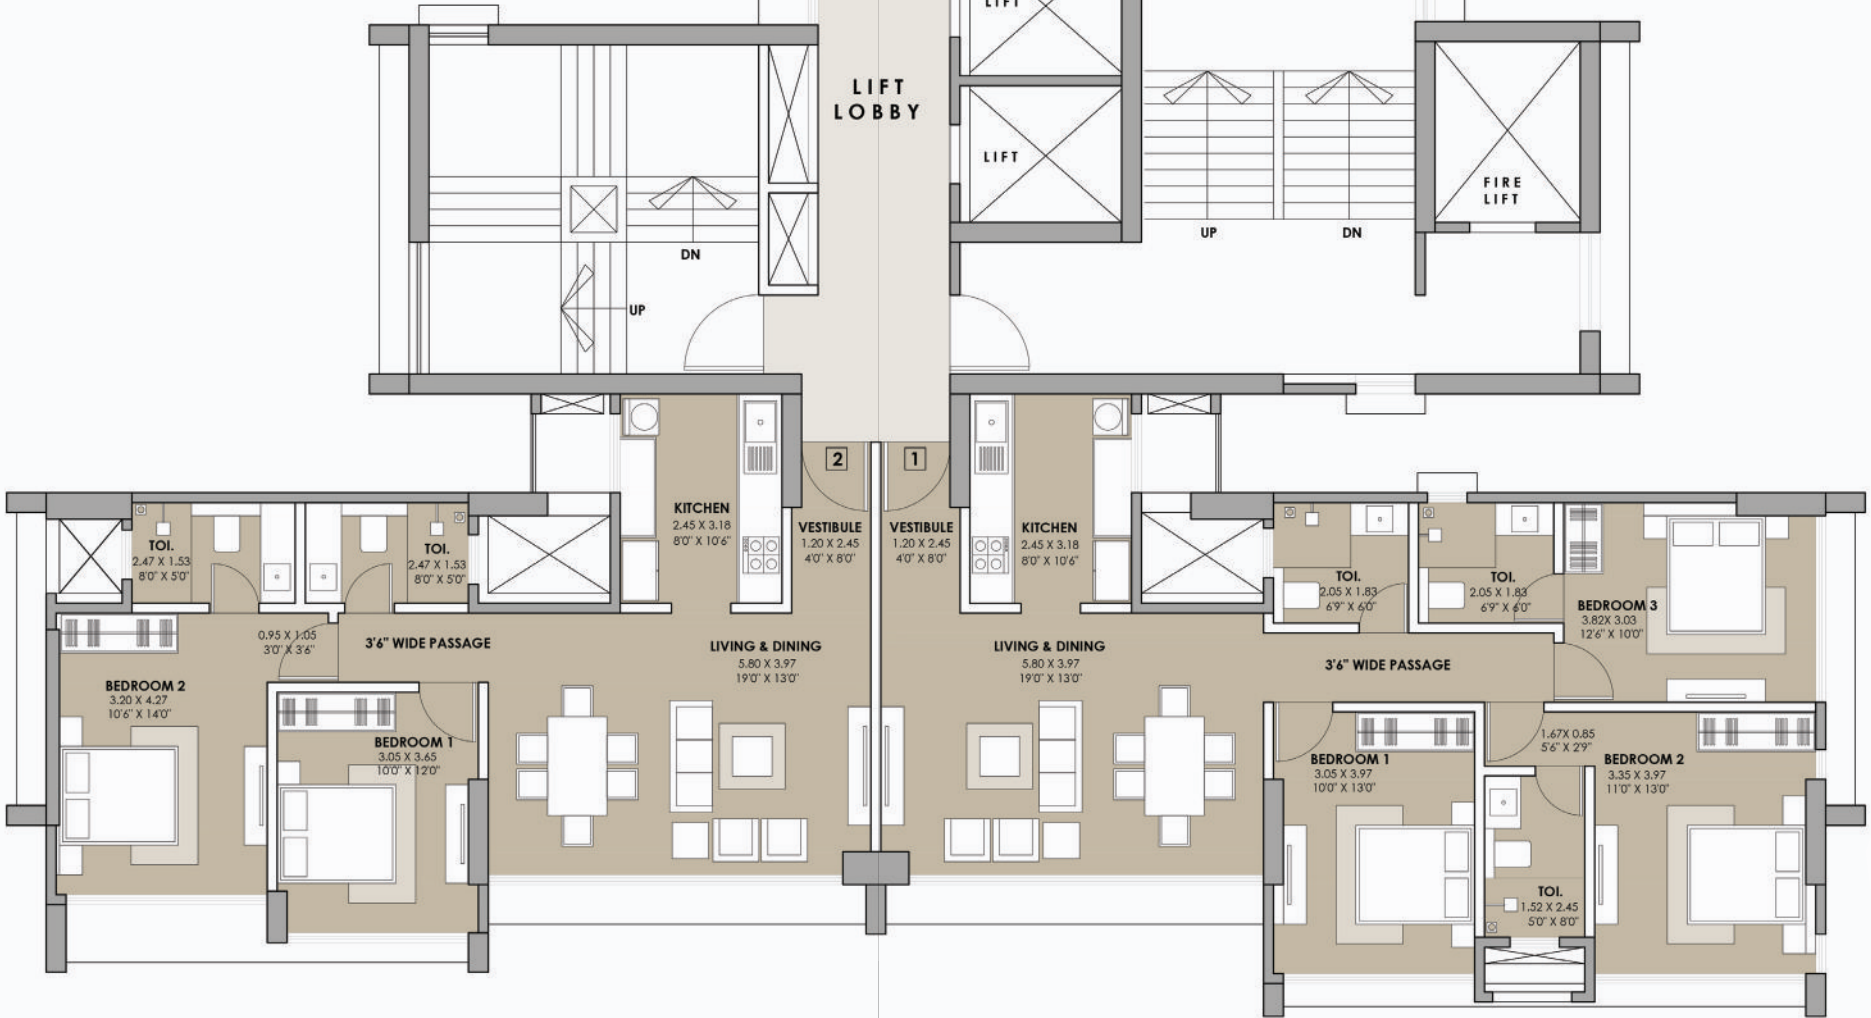 LIFT
LIFT
LOBBY
LIFT
FIRE
LIFT
UP
DN
DN
UP
2
1
KITCHEN
2.45 X 3.18
8'0" X 10'6"
VESTIBULE
1.20 X 2.45
4'0" X 8'0"
VESTIBULE
1.20 X 2.45
4'0" X 8'0"
KITCHEN
2.45 X 3.18
8'0" X 10'6"
TOI.
2.47 X 1.53
8'0" X 5'0"
TOI.
2.47 X 1.53
8'0" X 5'0"
TOI.
2.05 X 1.83
6'9" X 6'0"
TOI.
2.05 X 1.83
6'9" X 6'0"
BEDROOM 3
3.82X 3.03
12'6" X 10'0"
0.95 X 1.05
3'0" X 3'6"
3'6" WIDE PASSAGE
LIVING & DINING
5.80 X 3.97
19'0" X 13'0"
LIVING & DINING
5.80 X 3.97
19'0" X 13'0"
3'6" WIDE PASSAGE
BEDROOM 2
3.20 X 4.27
10'6" X 14'0"
BEDROOM 1
3.05 X 3.65
10'0" X 12'0"
BEDROOM 1
3.05 X 3.97
10'0" X 13'0"
1.67X 0.85
5'6" X 2'9"
BEDROOM 2
3.35 X 3.97
11'0" X 13'0"
TOI.
1.52 X 2.45
5'0" X 8'0"